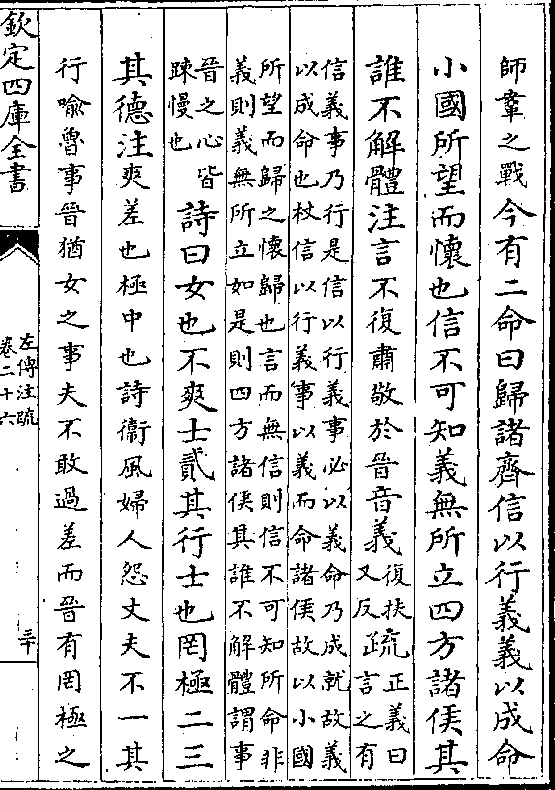 師鞌之戰今有二命曰歸諸齊信以行義義以成命
小國所望而懷也信不可知義無所立四方諸侯其
誰不解體注言不復肅敬於晉音義復扶又反疏正義曰言之有
信義事乃行是信以行義事必以義命乃成就故義
以成命也杖信以行義事以義而命諸侯故以小國
所望而歸之懷歸也言而無信則信不可知所命非
義則義無所立如是則四方諸侯其誰不解體謂事
晉之心皆疎慢也詩曰女也不爽士貳其行士也罔極二三
其德注爽差也極中也詩衛風婦人怨丈夫不一其
行喻魯事晉猶女之事夫不敢過差而晉有罔極之
欽定四庫全書
左傳注疏
卷二十六
三十